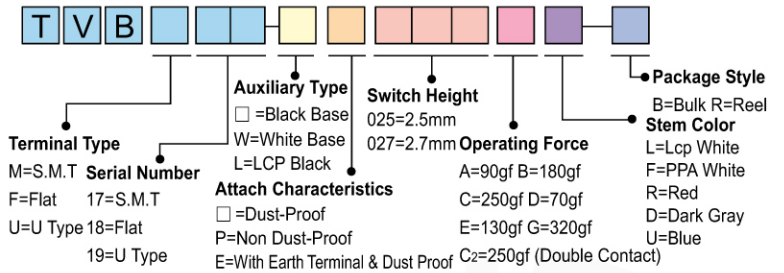 T V B
Terminal Type
M=S.M.T
F=Flat
U=U Type
Serial Number
17=S.M.T
18=Flat
19=U Type
Auxiliary Type
□ =Black Base
W=White Base
L=LCP Black
Attach Characteristics
□ =Dust-Proof
P=Non Dust-Proof
E=With Earth Terminal & Dust Proof
Switch Height
025=2.5mm
027=2.7mm
Operating Force
A=90gf B=180gf
C=250gf D=70gf
E=130gf G=320gf
C2=250gf (Double Contact)
Package Style
B=Bulk R=Reel
Stem Color
L=Lcp White
F=PPA White
R=Red
D=Dark Gray
U=Blue